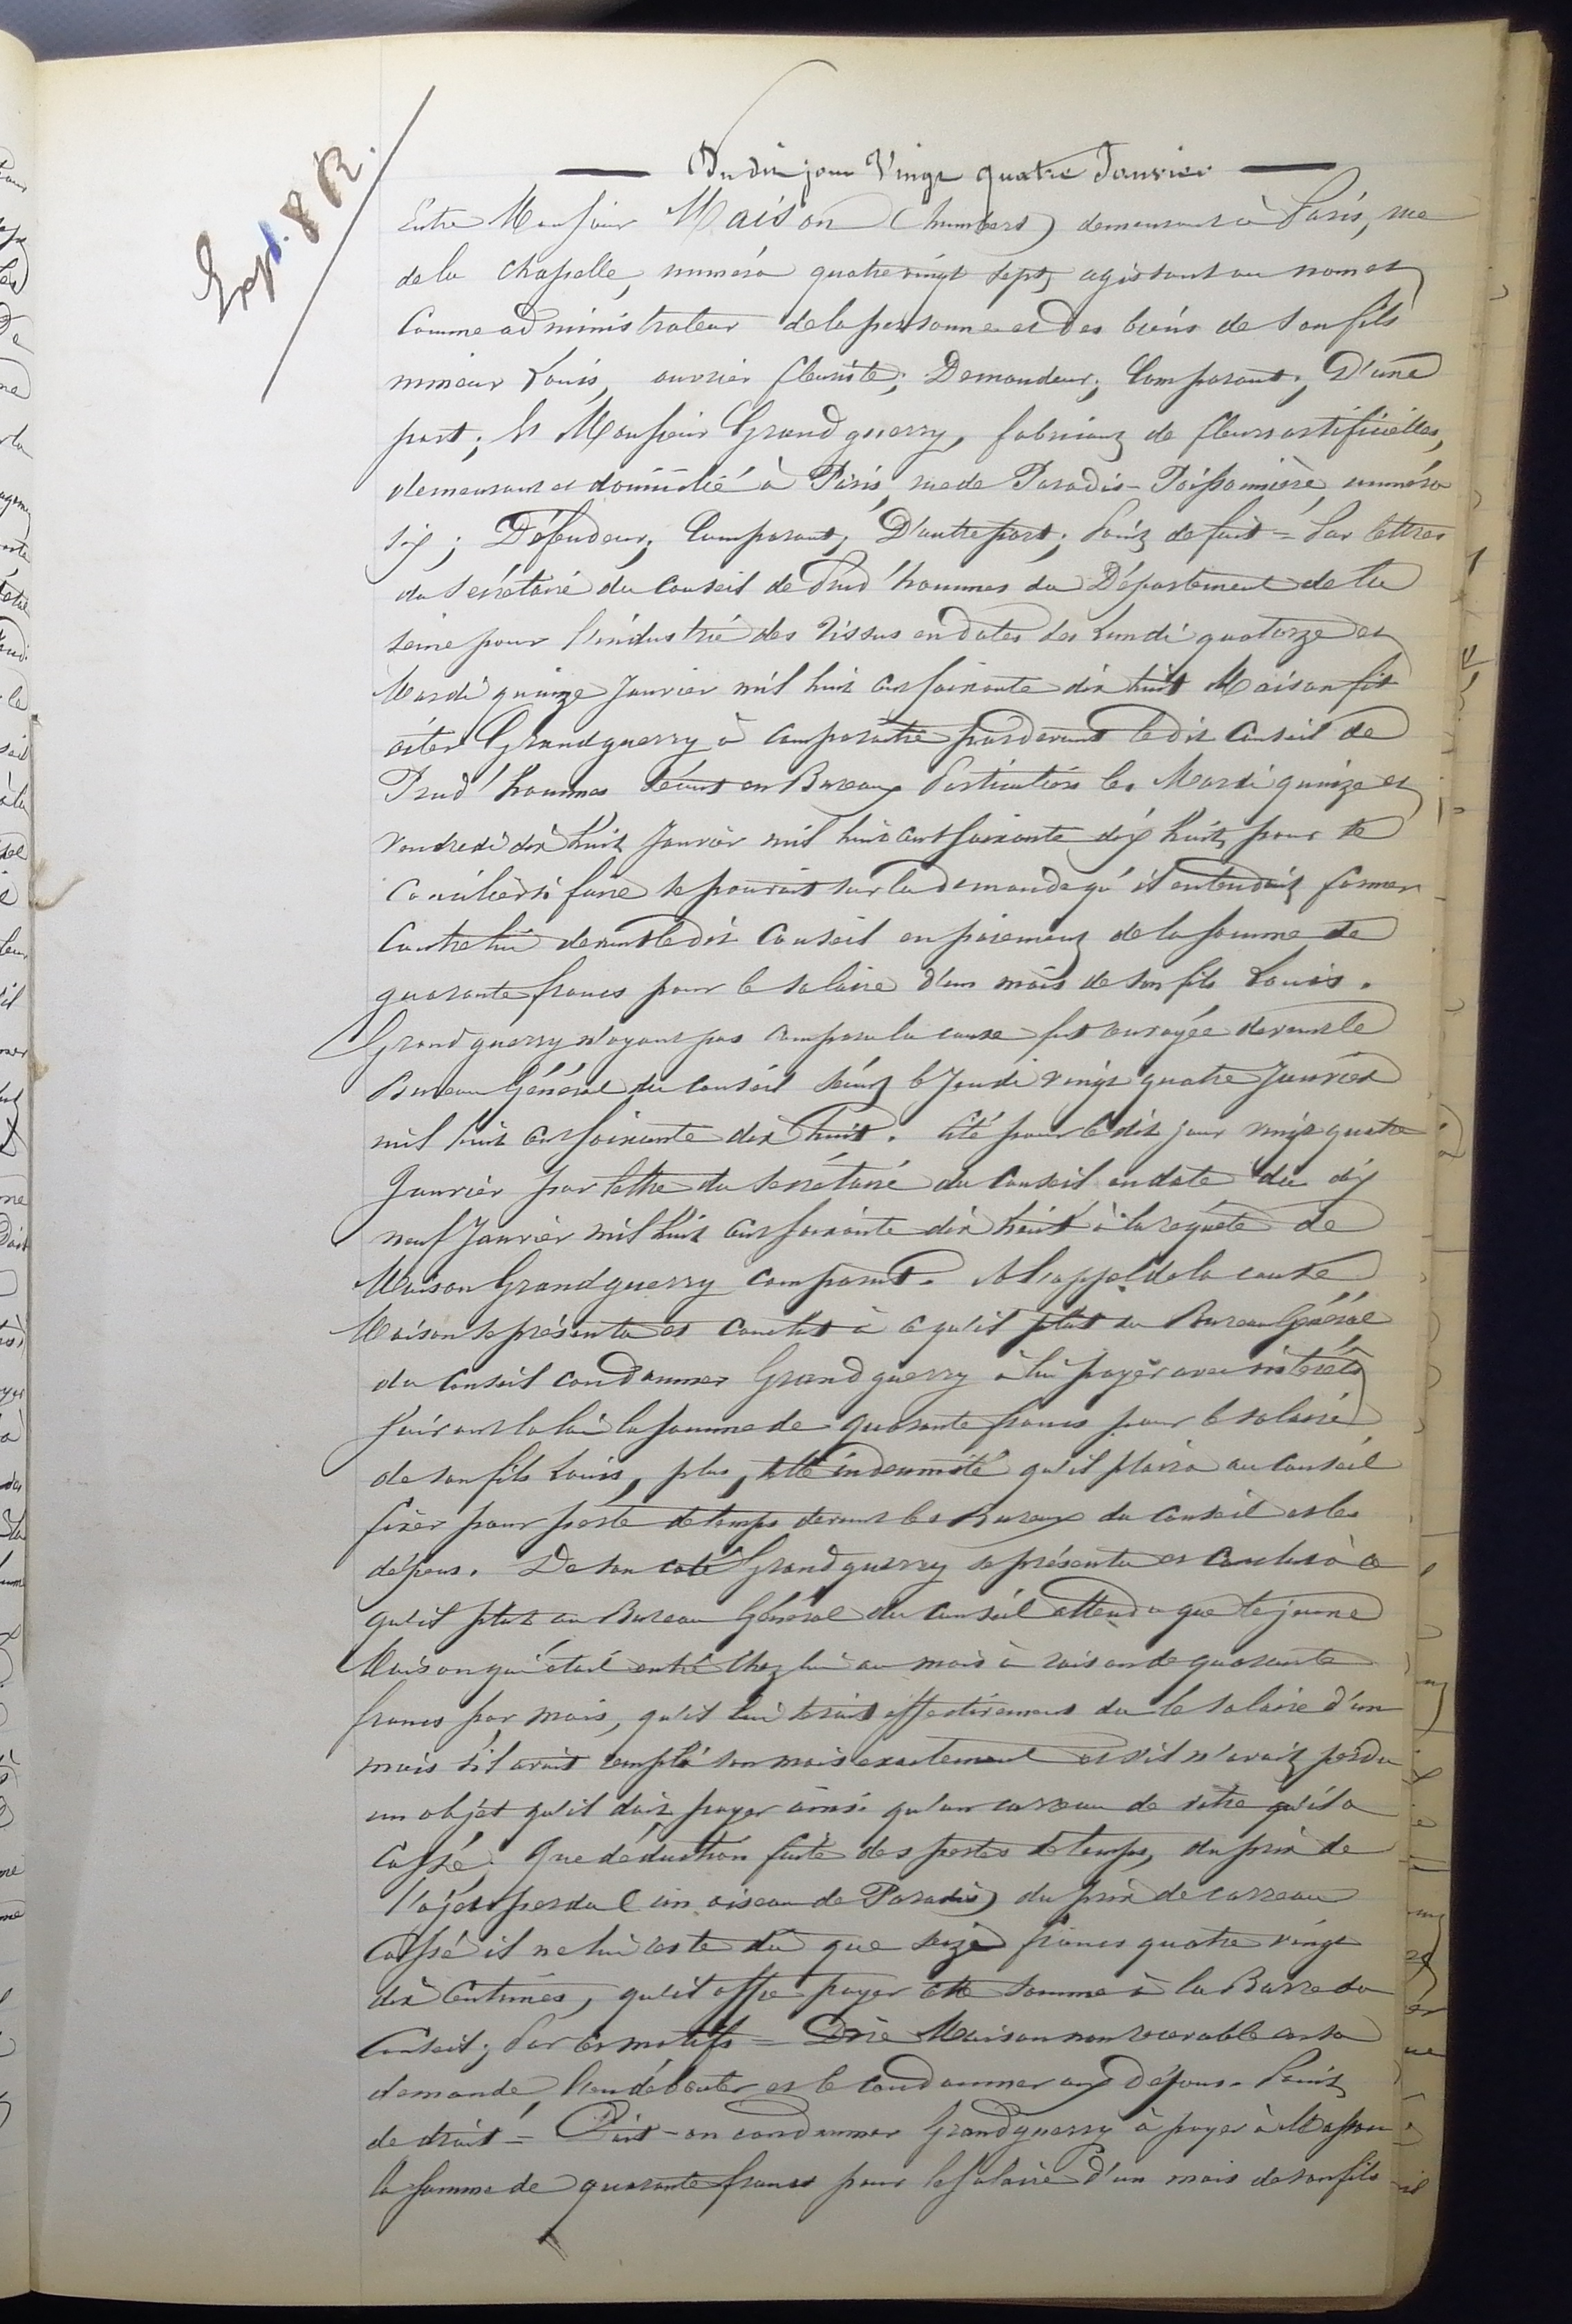 Expd. 8 R.
Du dit jour Vingt quatre Janvier
Entre Monsieur Maison (humbert) demeurant à Paris, rue
de la Chapelle, numéro quatre vingt sept, agissant au nom et
Comme administrateur de la personne et des biens de son fils
mineur Louis, ouvrier fleuriste; Demandeur; Comparant; D'une
part; Et Monsieur Grandguerry, fabricant de fleurs artificielles,
demeurant et domicilié à Paris, rue de Paradis-Poissonnière, numéro
six; Défendeur; Comparant; D'autre part; Point de fait = Par lettres
du secrétaire du Conseil de Prud'hommes du Département de la
Seine pour l'industrie des tissus en dates des Lundi quatorze et
Mardi quinze Janvier mil huit cent soixante dix huit Maison fit
citer Grandguerry à comparaître pardevant le dit Conseil de
Prud'hommes séant en Bureaux Particuliers les Mardi quinze et
Vendredi dix huit Janvier mil huit cent soixante dix huit pour se
concilier si faire se pouvait sur la demande qu'il entendait former
Contre lui devant le dit Conseil en paiement de la somme de
quarante francs pour le salaire d'un mois de son fils Louis.
Grandguerry n'ayant pas comparu la cause fut renvoyée devant le
Bureau Général du Conseil séant le Jeudi vingt quatre Janvier
mil huit cent soixante dix huit. Cité pour le dit jour vingt quatre
Janvier par lettre du secrétaire du Conseil en date du dix
neuf Janvier mil huit cent soixante dix huit à la requête de
Maison Grandguerry comparut. A l'appel de la cause
Maison se présenta et conclut à ce qu'il plut au Bureau Général
du Conseil condamner Grandguerry à lui payer avec intérêts
suivant la loi la somme de quarante francs pour le salaire
de son fils Louis, plus, telle indemnité qu'il plaira au Conseil
fixer pour perte de temps devant les Bureaux du Conseil et les
dépens. De son coté Grandguerry se présenta et conclut à ce
qu'il plut au Bureau Général du Conseil attendu que le jeune
Maison qui était entré chez lui au mois à raison de quarante
francs par mois, qu'il lui serait effectivement du le salaire d'un
mois s'il avait rempli son mois exactement et s'il n'avait perdu
un objet qu'il doit payer ainsi qu'un carreau de vitre qu'il a
cassé. Que déduction faite des pertes de temps, du prix de
l'ojet perdu (un oiseau de Paradis) du prix de carreau
cassé il ne lui reste dû que seize francs quatre vingt
dix centimes, qu'il offre payer cette somme à la Barre du
Conseil; Par ces motifs = Dire Maison non recevable en sa
demande, l'en débouter et le condamner aux dépens. Point
de droit = Doit-on condamner Grandguerry à payer à Maison
la somme de quarante francs pour le salaire d'un mois de son fils